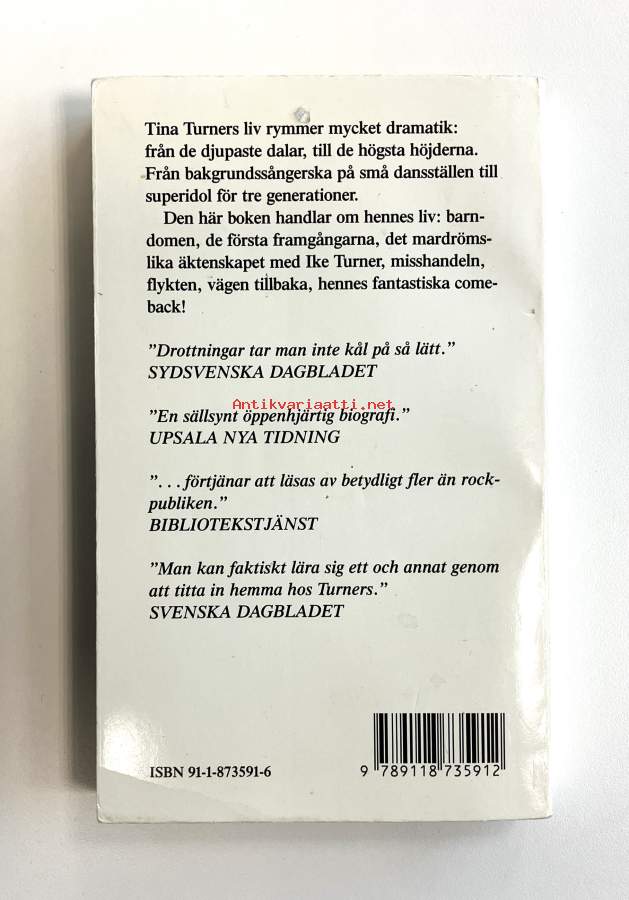 Tina Turners liv rymmer mycket dramatik:
från de djupaste dalar, till de högsta höjderna.
Från bakgrundssångerska på små dansställen till
superidol för tre generationer.
Den här boken handlar om hennes liv: barn-
domen, de första framgångarna, det mardröms-
lika äktenskapet med Ike Turner, misshandeln,
flykten, vägen tillbaka, hennes fantastiska come-
back!
”Drottningar tar man inte kål på så lätt.”
SYDSVENSKA DAGBLADET
Antikvariaatti.net
”En sällsynt öppenhjärtig biografi.”
UPSALA NYA TIDNING
”. . . förtjänar att läsas av betydligt fler än rock-
publiken.”
BIBLIOTEKSTJÄNST
”Man kan faktiskt lära sig ett och annat genom
att titta in hemma hos Turners.”
SVENSKA DAGBLADET
ISBN 91-1-873591-6
9 789118 735912